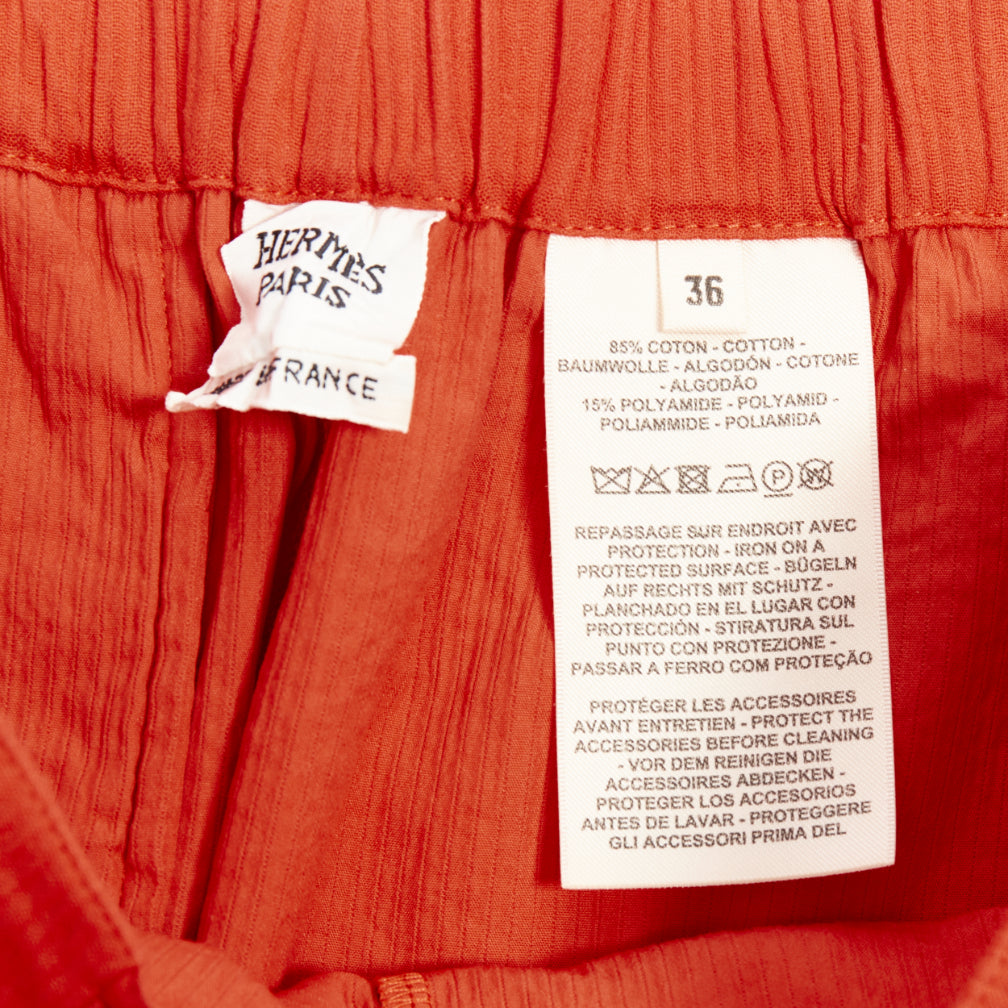 HERMÈS
PARIS
FRANCE
36
85% COTON - COTTON -
BAUMWOLLE - ALGODÓN - COTONE
- ALGODÃO
15% POLYAMIDE - POLYAMID -
POLIAMMIDE - POLIAMIDA
REPASSAGE SUR ENDROIT AVEC
PROTECTION - IRON ON A
PROTECTED SURFACE - BÜGELN
AUF RECHTS MIT SCHUTZ -
PLANCHADO EN EL LUGAR CON
PROTECCIÓN - STIRATURA SUL
PUNTO CON PROTEZIONE -
PASSAR A FERRO COM PROTEÇÃO
PROTÉGER LES ACCESSOIRES
AVANT ENTRETIEN - PROTECT THE
ACCESSORIES BEFORE CLEANING
- VOR DEM REINIGEN DIE
ACCESSOIRES ABDECKEN -
PROTEGER LOS ACCESORIOS
ANTES DE LAVAR - PROTEGGERE
GLI ACCESSORI PRIMA DEL